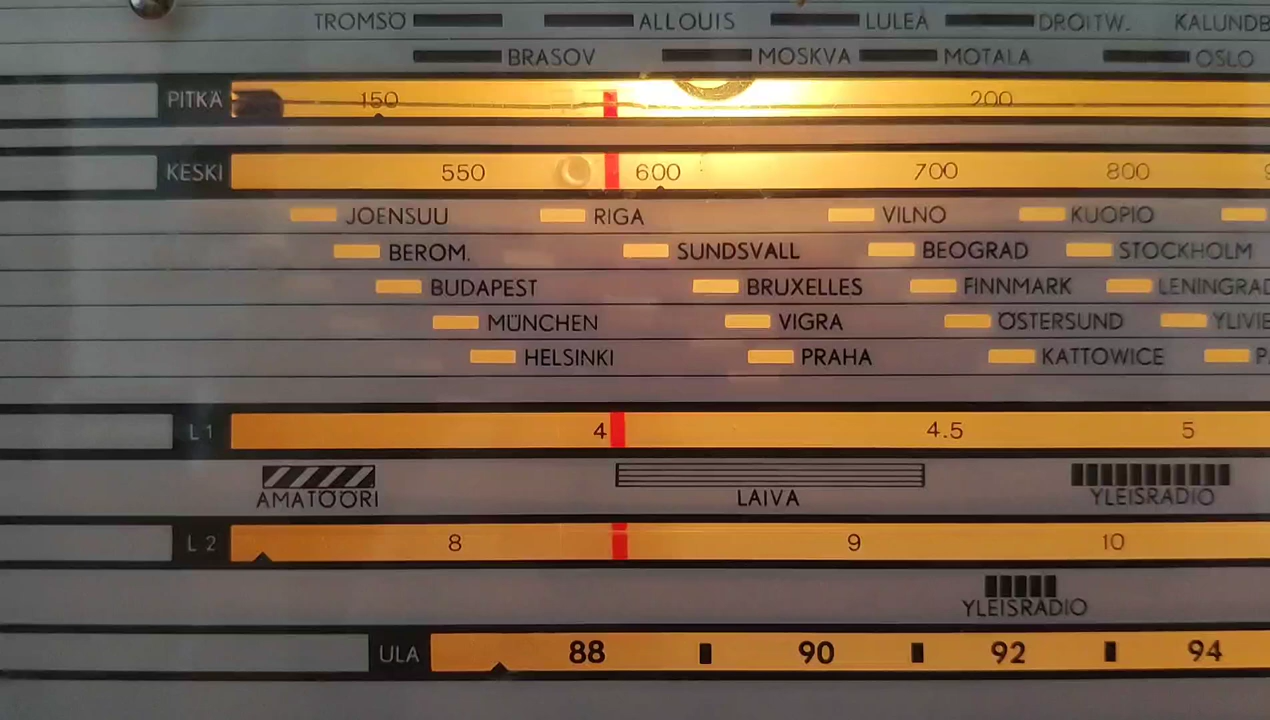 TROMSÖ ALLOUIS LULEÅ DROITW. KALUNDB
BRASOV MOSKVA MOTALA OSLO
PITKÄ 150 200
KESKI 550 600 700 800
JOENSUU RIGA VILNO KUOPIO
BEROM. SUNDSVALL BEOGRAD STOCKHOLM
BUDAPEST BRUXELLES FINNMARK LENINGRAD
MÜNCHEN VIGRA ÖSTERSUND YLIVIE
HELSINKI PRAHA KATTOWICE P
L 1 4 4.5 5
AMATÖÖRI LAIVA YLEISRADIO
L 2 8 9 10
YLEISRADIO
ULA 88 90 92 94